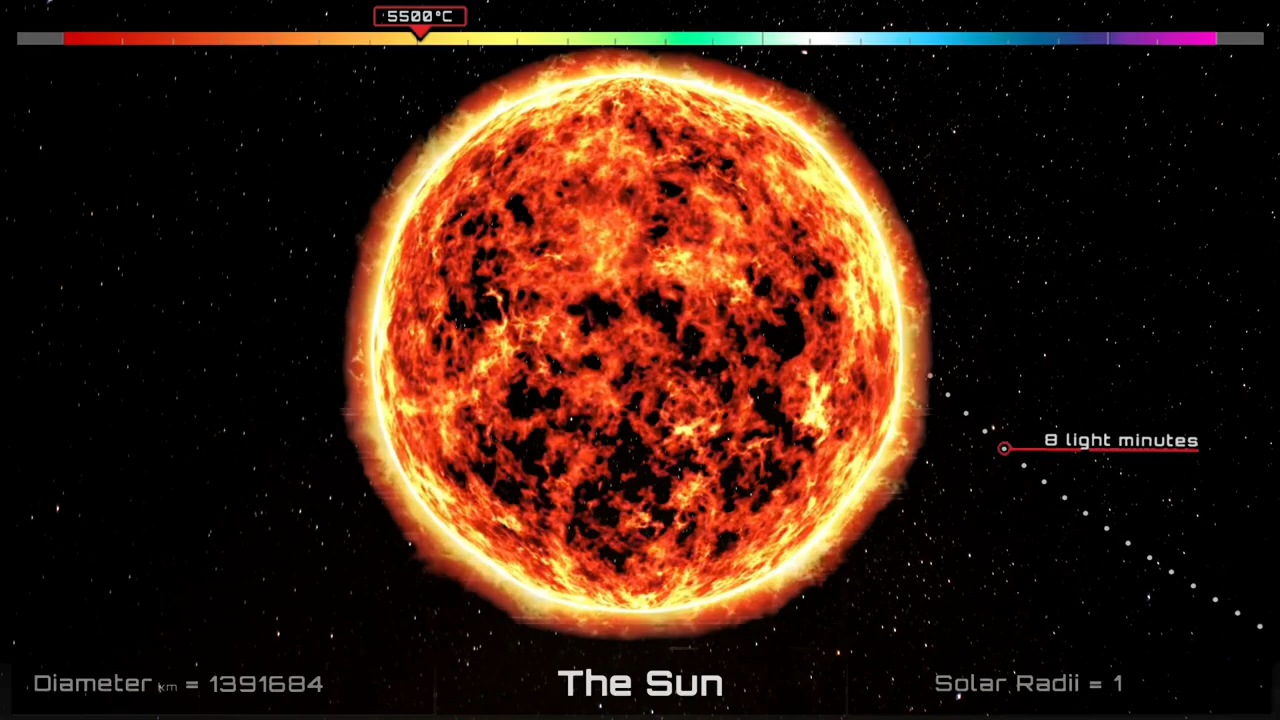 5500°C
8 light minutes
Diameter km = 1391684
The Sun
Solar Radii = 1